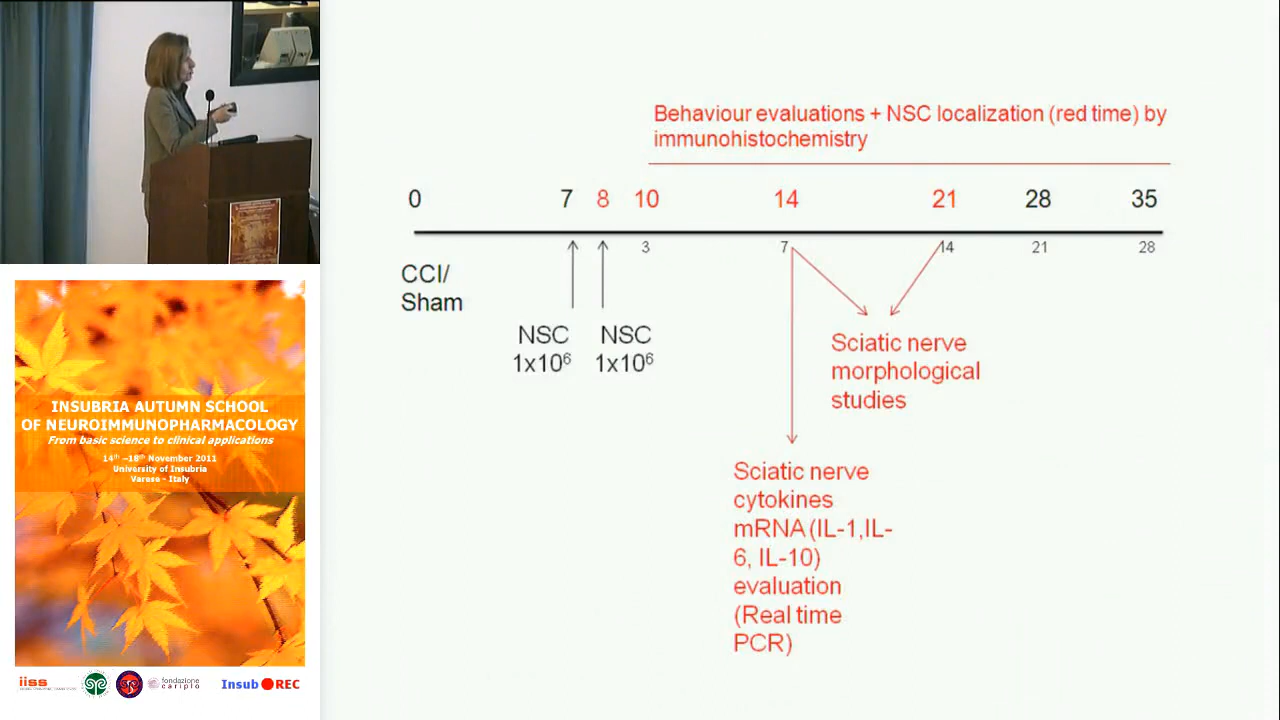 Behaviour evaluations + NSC localization (red time) by
immunohistochemistry
0 7 8 10 14 21 28 35
3 7 14 21 28
CCI/
Sham
NSC
1x10⁶
NSC
1x10⁶
Sciatic nerve
morphological
studies
Sciatic nerve
cytokines
mRNA (IL-1,IL-
6, IL-10)
evaluation
(Real time
PCR)
INSUBRIA AUTUMN SCHOOL
OF NEUROIMMUNOPHARMACOLOGY
From basic science to clinical applications
14th –18th November 2011
University of Insubria
Varese - Italy
iiss
fondazione
cariplo
Insub REC